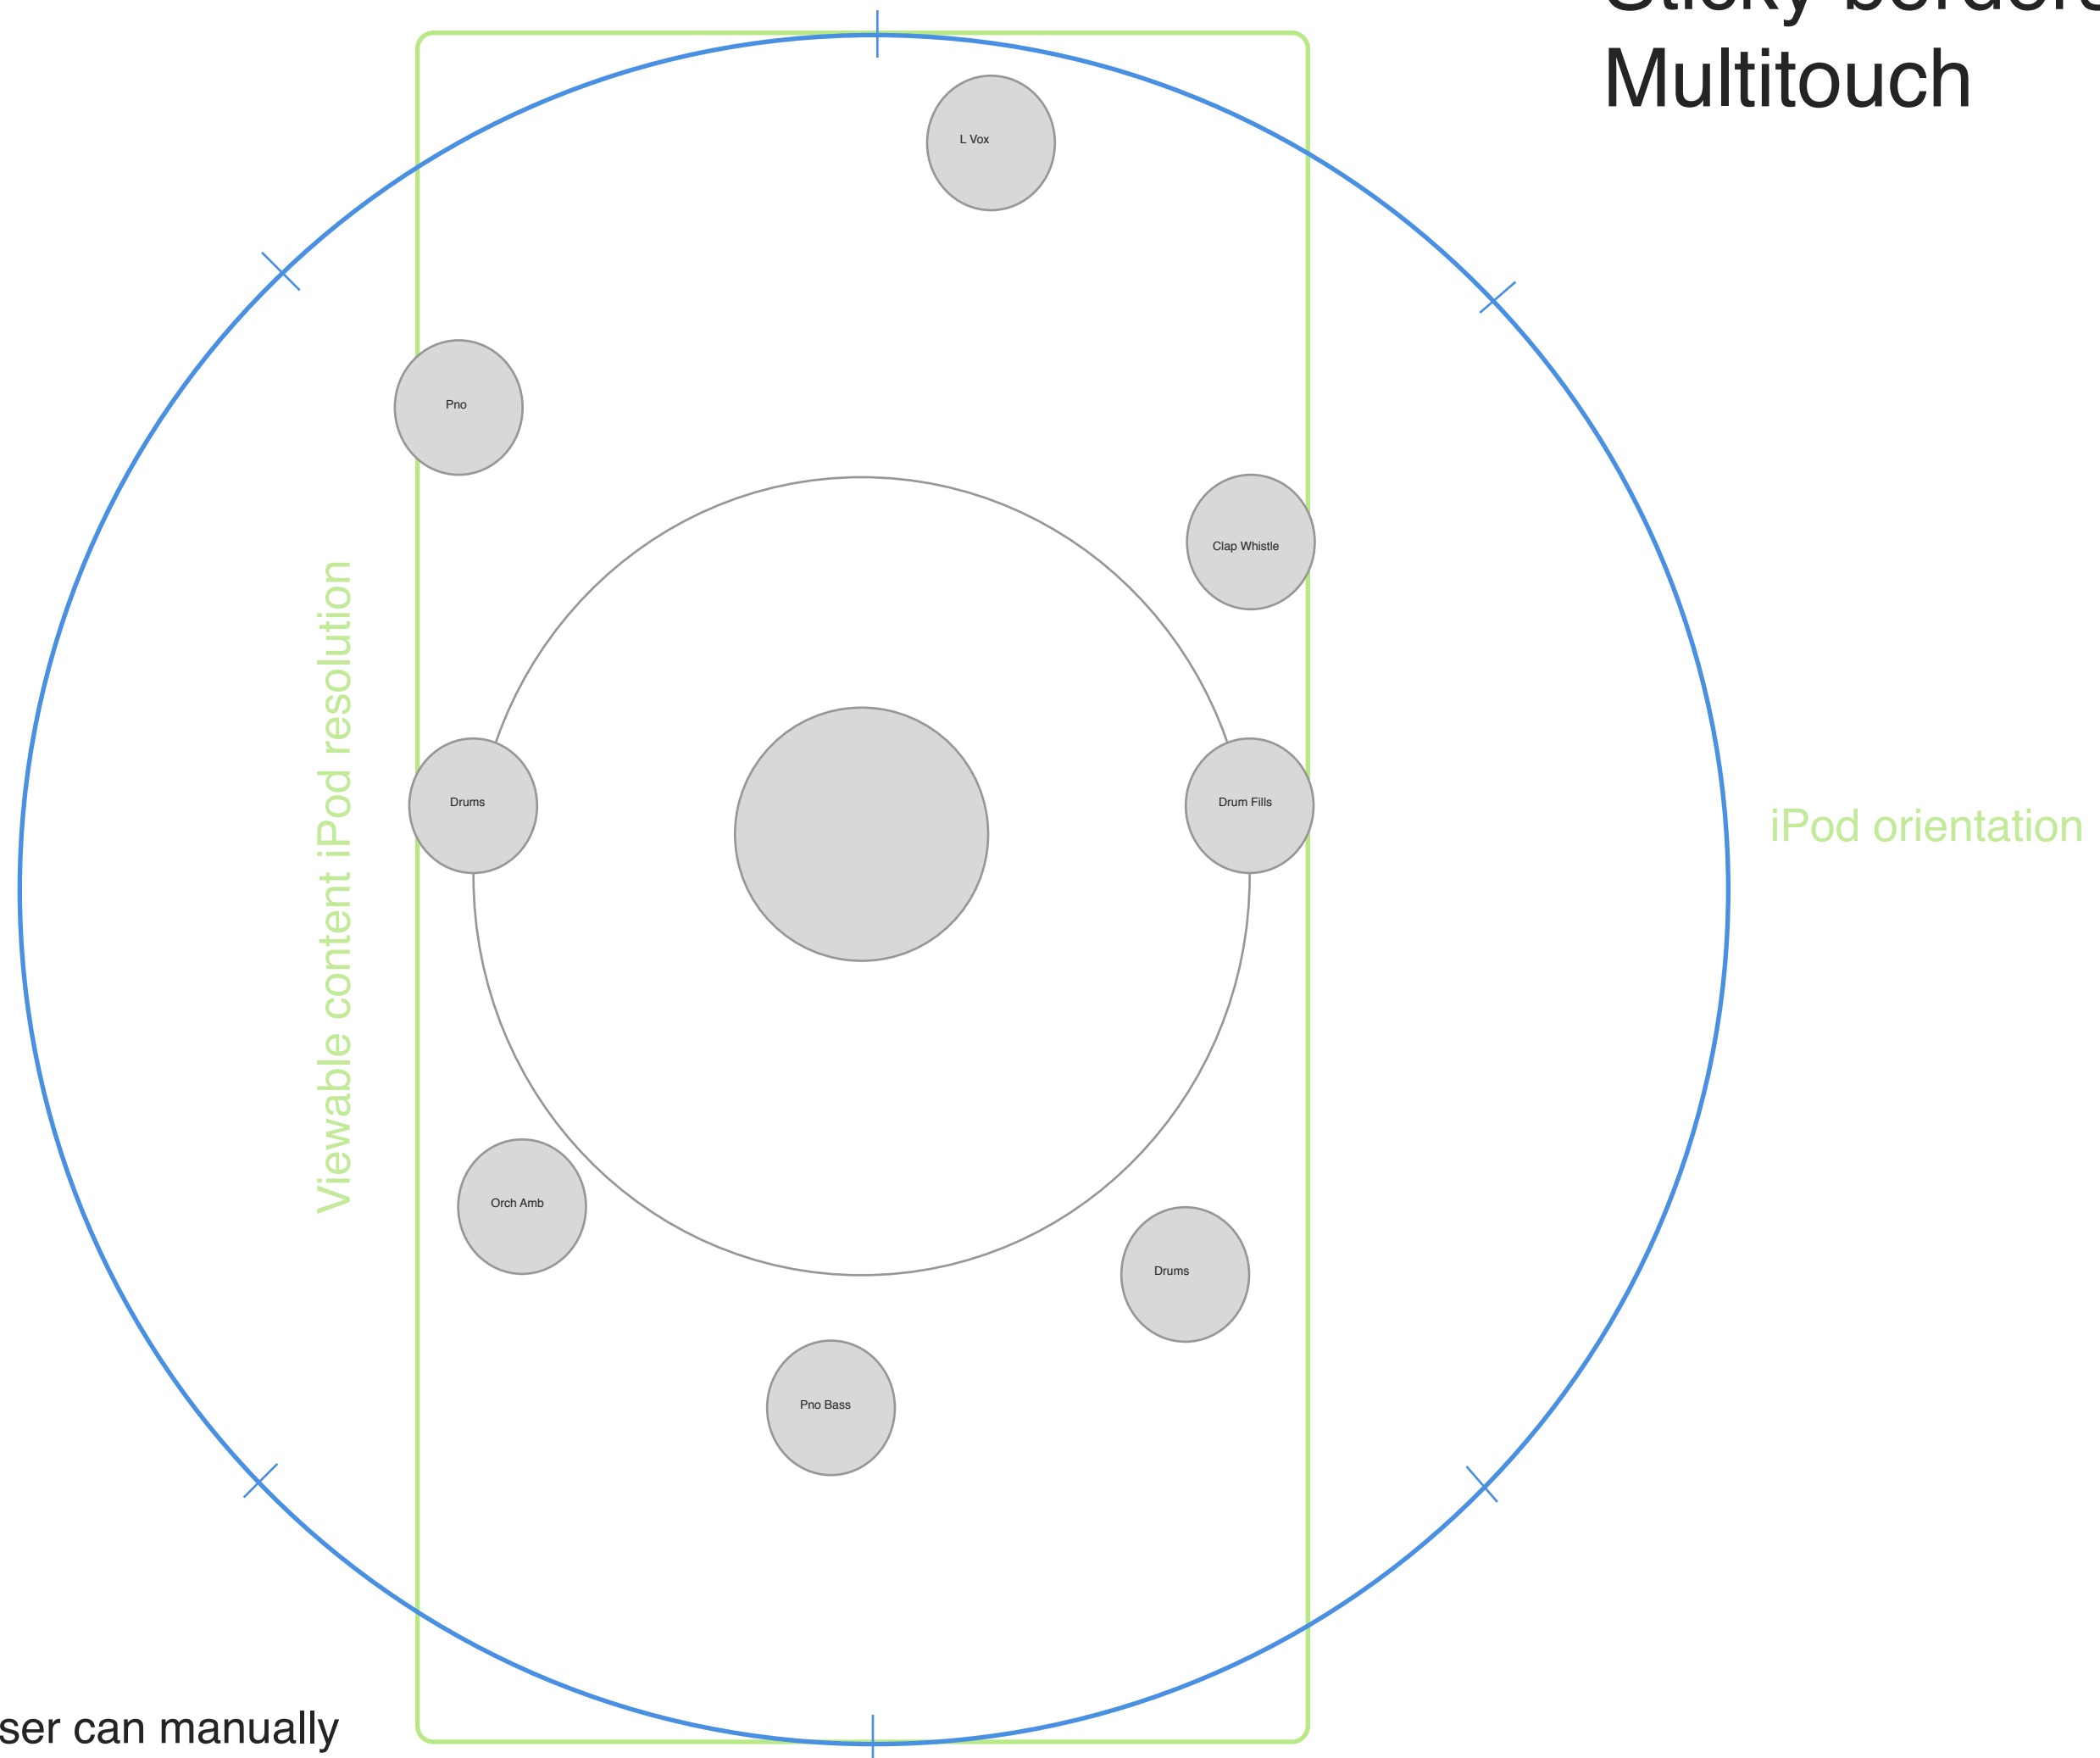 Multitouch
L Vox
Pno
Clap Whistle
Viewable content iPod resolution
Drums
Drum Fills
iPod orientation
Orch Amb
Drums
Pno Bass
can manually